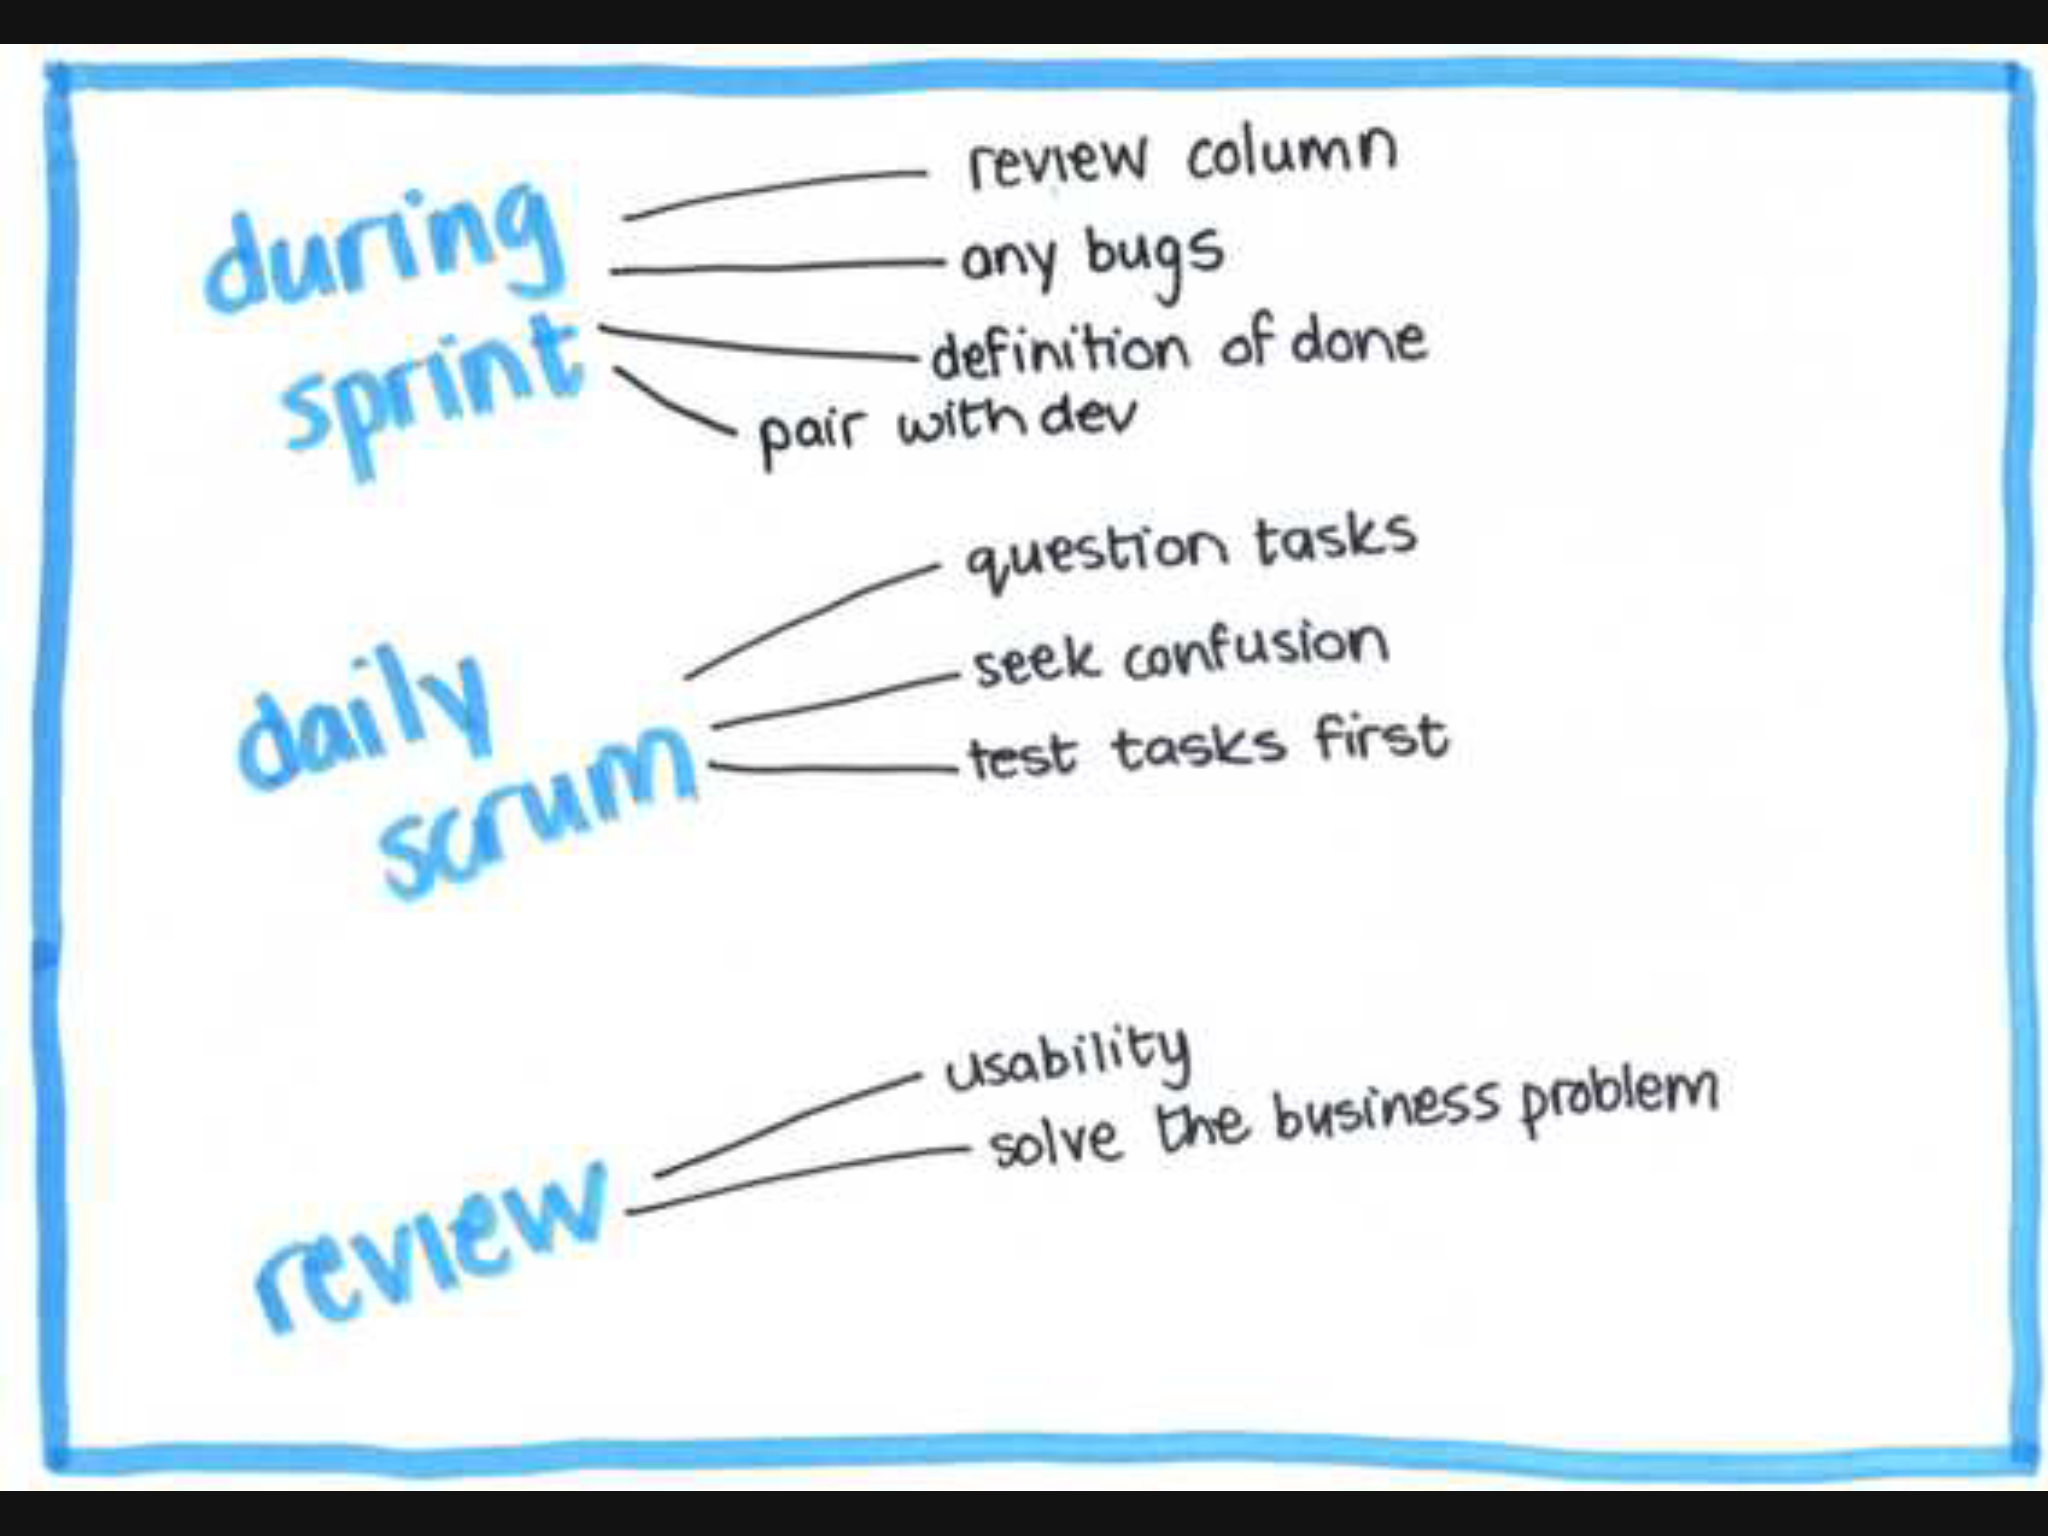 during
sprint
review column
any bugs
definition of done
pair with dev
daily
scrum
question tasks
seek confusion
test tasks first
review
usability
solve the business problem